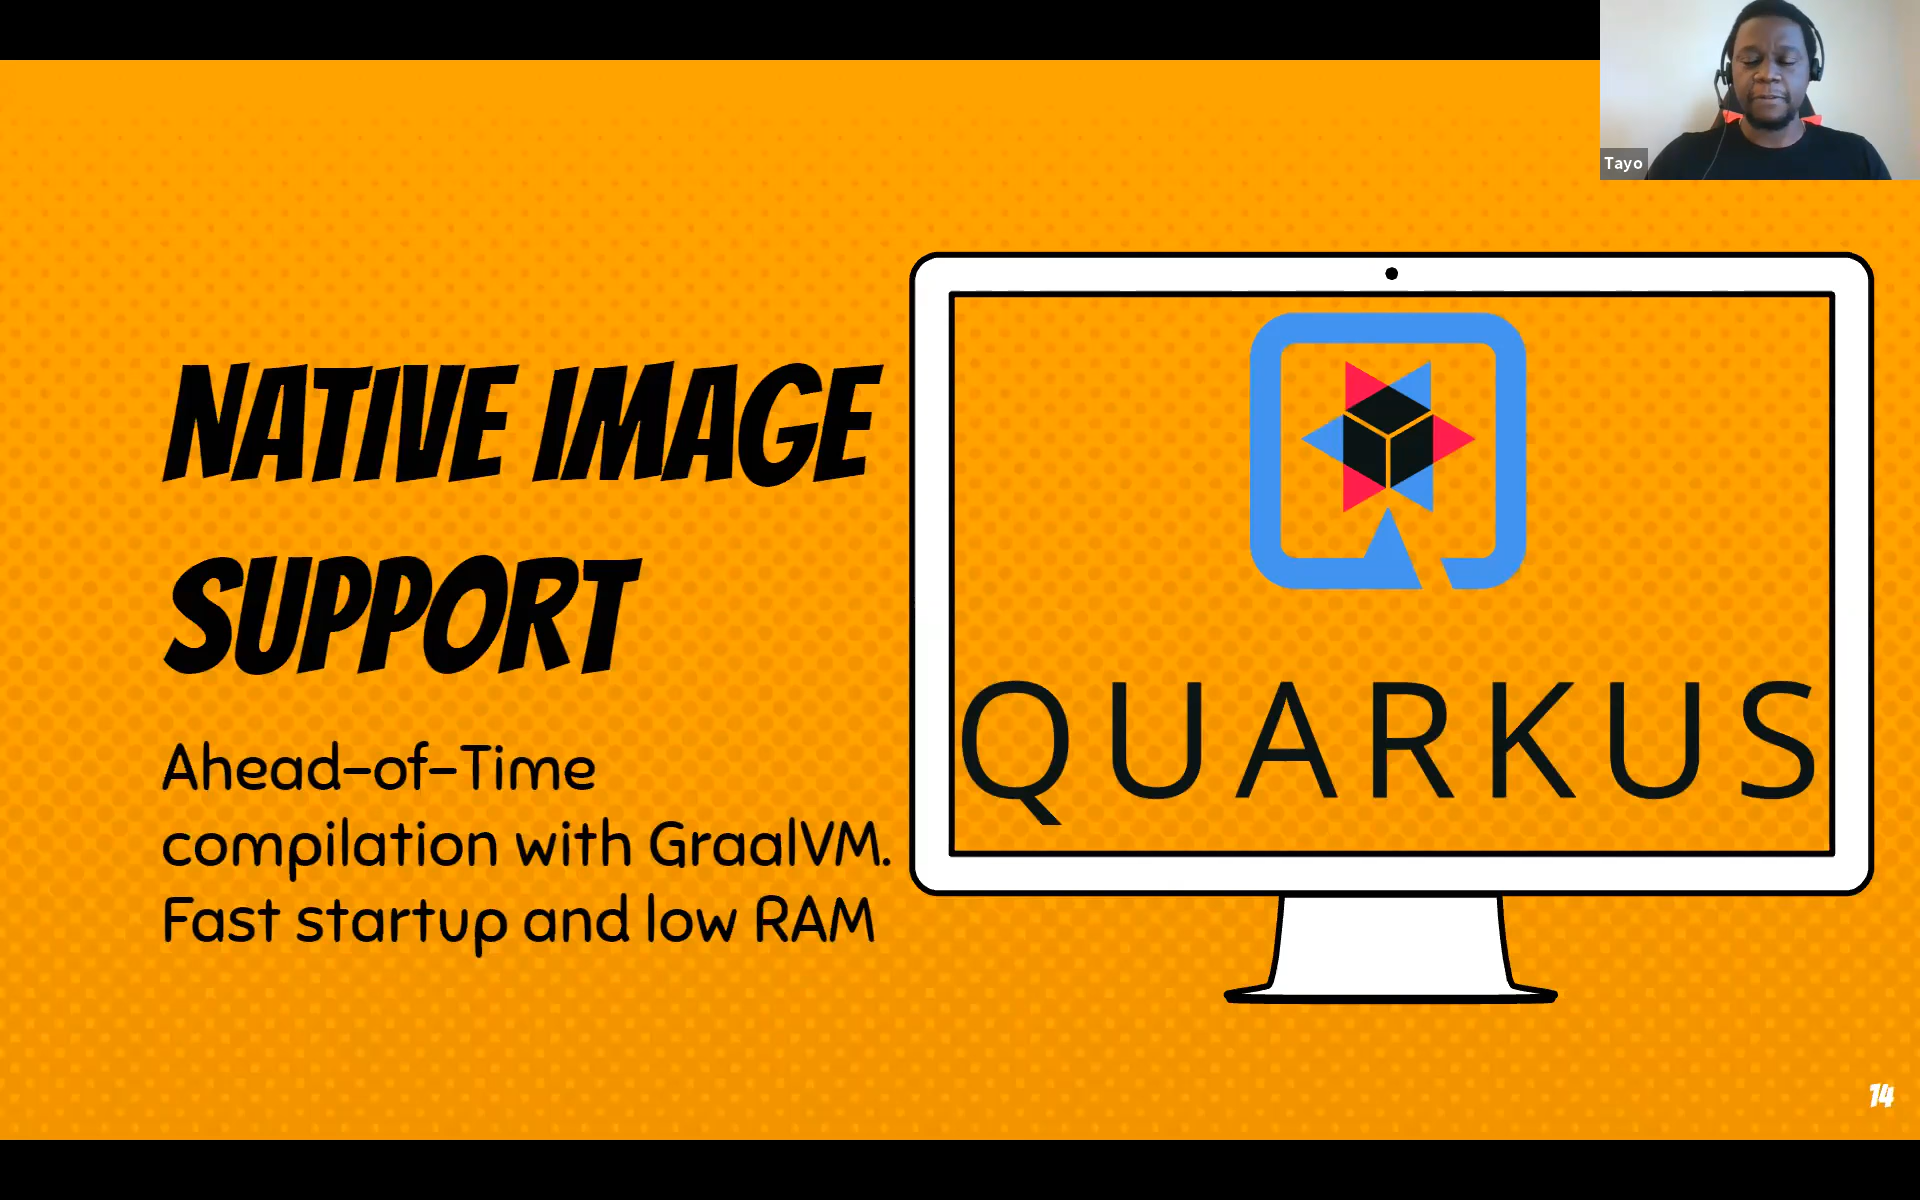 Tayo
NATIVE IMAGE
SUPPORT
Ahead-of-Time
compilation with GraalVM.
Fast startup and low RAM
QUARKUS
14